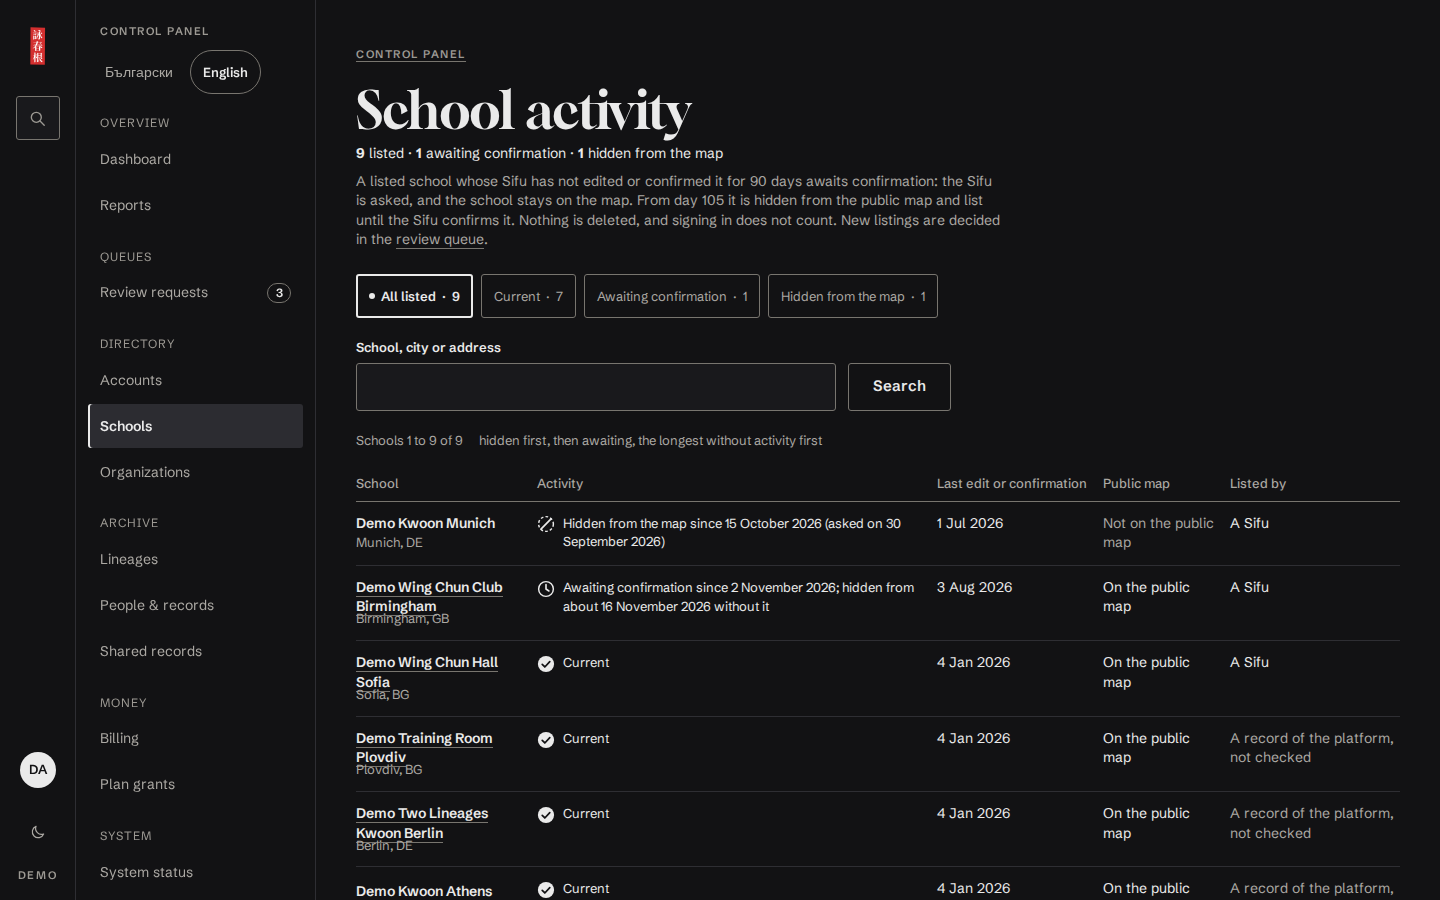 詠春根
CONTROL PANEL
Български
English
OVERVIEW
Dashboard
Reports
QUEUES
Review requests
3
DIRECTORY
Accounts
Schools
Organizations
ARCHIVE
Lineages
People & records
Shared records
MONEY
Billing
Plan grants
SYSTEM
System status
DA
DEMO
CONTROL PANEL
School activity
9 listed · 1 awaiting confirmation · 1 hidden from the map
A listed school whose Sifu has not edited or confirmed it for 90 days awaits confirmation: the Sifu
is asked, and the school stays on the map. From day 105 it is hidden from the public map and list
until the Sifu confirms it. Nothing is deleted, and signing in does not count. New listings are decided
in the review queue.
All listed · 9
Current · 7
Awaiting confirmation · 1
Hidden from the map · 1
School, city or address
Search
Schools 1 to 9 of 9 hidden first, then awaiting, the longest without activity first
School Activity Last edit or confirmation Public map Listed by
Demo Kwoon Munich
Munich, DE
Hidden from the map since 15 October 2026 (asked on 30
September 2026)
1 Jul 2026
Not on the public
map
A Sifu
Demo Wing Chun Club
Birmingham
Birmingham, GB
Awaiting confirmation since 2 November 2026; hidden from
about 16 November 2026 without it
3 Aug 2026
On the public
map
A Sifu
Demo Wing Chun Hall
Sofia
Sofia, BG
Current
4 Jan 2026
On the public
map
A Sifu
Demo Training Room
Plovdiv
Plovdiv, BG
Current
4 Jan 2026
On the public
map
A record of the platform,
not checked
Demo Two Lineages
Kwoon Berlin
Berlin, DE
Current
4 Jan 2026
On the public
map
A record of the platform,
not checked
Demo Kwoon Athens
Current
4 Jan 2026
On the public
A record of the platform,